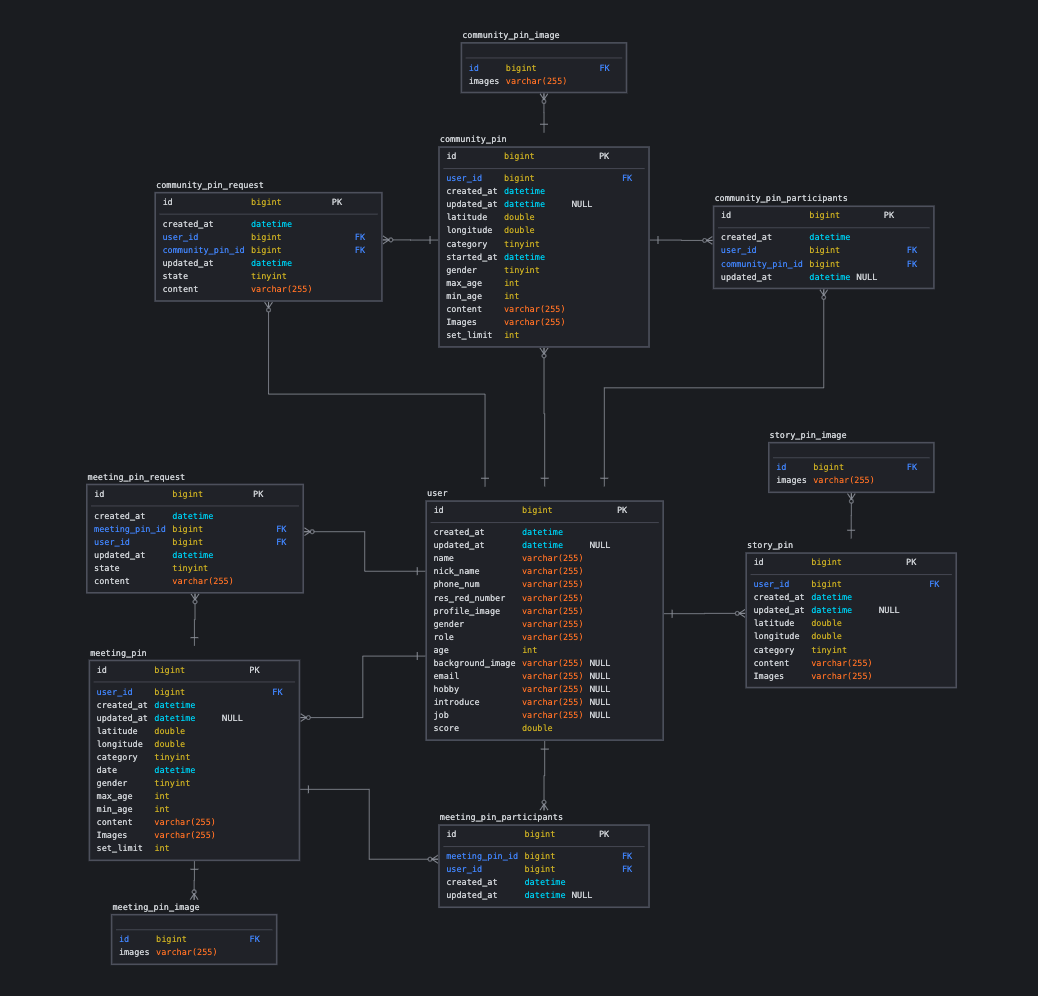 community_pin_image
id bigint FK
images varchar(255)
community_pin
id bigint PK
user_id bigint FK
created_at datetime
updated_at datetime NULL
latitude double
longitude double
category tinyint
started_at datetime
gender tinyint
max_age int
min_age int
content varchar(255)
Images varchar(255)
set_limit int
community_pin_request
id bigint PK
created_at datetime
user_id bigint FK
community_pin_id bigint FK
updated_at datetime
state tinyint
content varchar(255)
community_pin_participants
id bigint PK
created_at datetime
user_id bigint FK
community_pin_id bigint FK
updated_at datetime NULL
story_pin_image
id bigint FK
images varchar(255)
meeting_pin_request
id bigint PK
created_at datetime
meeting_pin_id bigint FK
user_id bigint FK
updated_at datetime
state tinyint
content varchar(255)
user
id bigint PK
created_at datetime
updated_at datetime NULL
name varchar(255)
nick_name varchar(255)
phone_num varchar(255)
res_red_number varchar(255)
profile_image varchar(255)
gender varchar(255)
role varchar(255)
age int
background_image varchar(255) NULL
email varchar(255) NULL
hobby varchar(255) NULL
introduce varchar(255) NULL
job varchar(255) NULL
score double
story_pin
id bigint PK
user_id bigint FK
created_at datetime
updated_at datetime NULL
latitude double
longitude double
category tinyint
content varchar(255)
Images varchar(255)
meeting_pin
id bigint PK
user_id bigint FK
created_at datetime
updated_at datetime NULL
latitude double
longitude double
category tinyint
date datetime
gender tinyint
max_age int
min_age int
content varchar(255)
Images varchar(255)
set_limit int
meeting_pin_participants
id bigint PK
meeting_pin_id bigint FK
user_id bigint FK
created_at datetime
updated_at datetime NULL
meeting_pin_image
id bigint FK
images varchar(255)